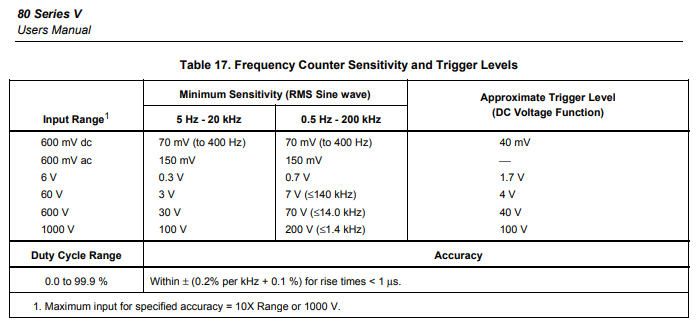 80 Series V
Users Manual
Table 17. Frequency Counter Sensitivity and Trigger Levels
Input Range1 Minimum Sensitivity (RMS Sine wave) Approximate Trigger Level
(DC Voltage Function)
5 Hz - 20 kHz 0.5 Hz - 200 kHz
600 mV dc 70 mV (to 400 Hz) 70 mV (to 400 Hz) 40 mV
600 mV ac 150 mV 150 mV —
6 V 0.3 V 0.7 V 1.7 V
60 V 3 V 7 V (≤140 kHz) 4 V
600 V 30 V 70 V (≤14.0 kHz) 40 V
1000 V 100 V 200 V (≤1.4 kHz) 100 V
Duty Cycle Range Accuracy
0.0 to 99.9 % Within ± (0.2% per kHz + 0.1 %) for rise times < 1 μs.
1. Maximum input for specified accuracy = 10X Range or 1000 V.